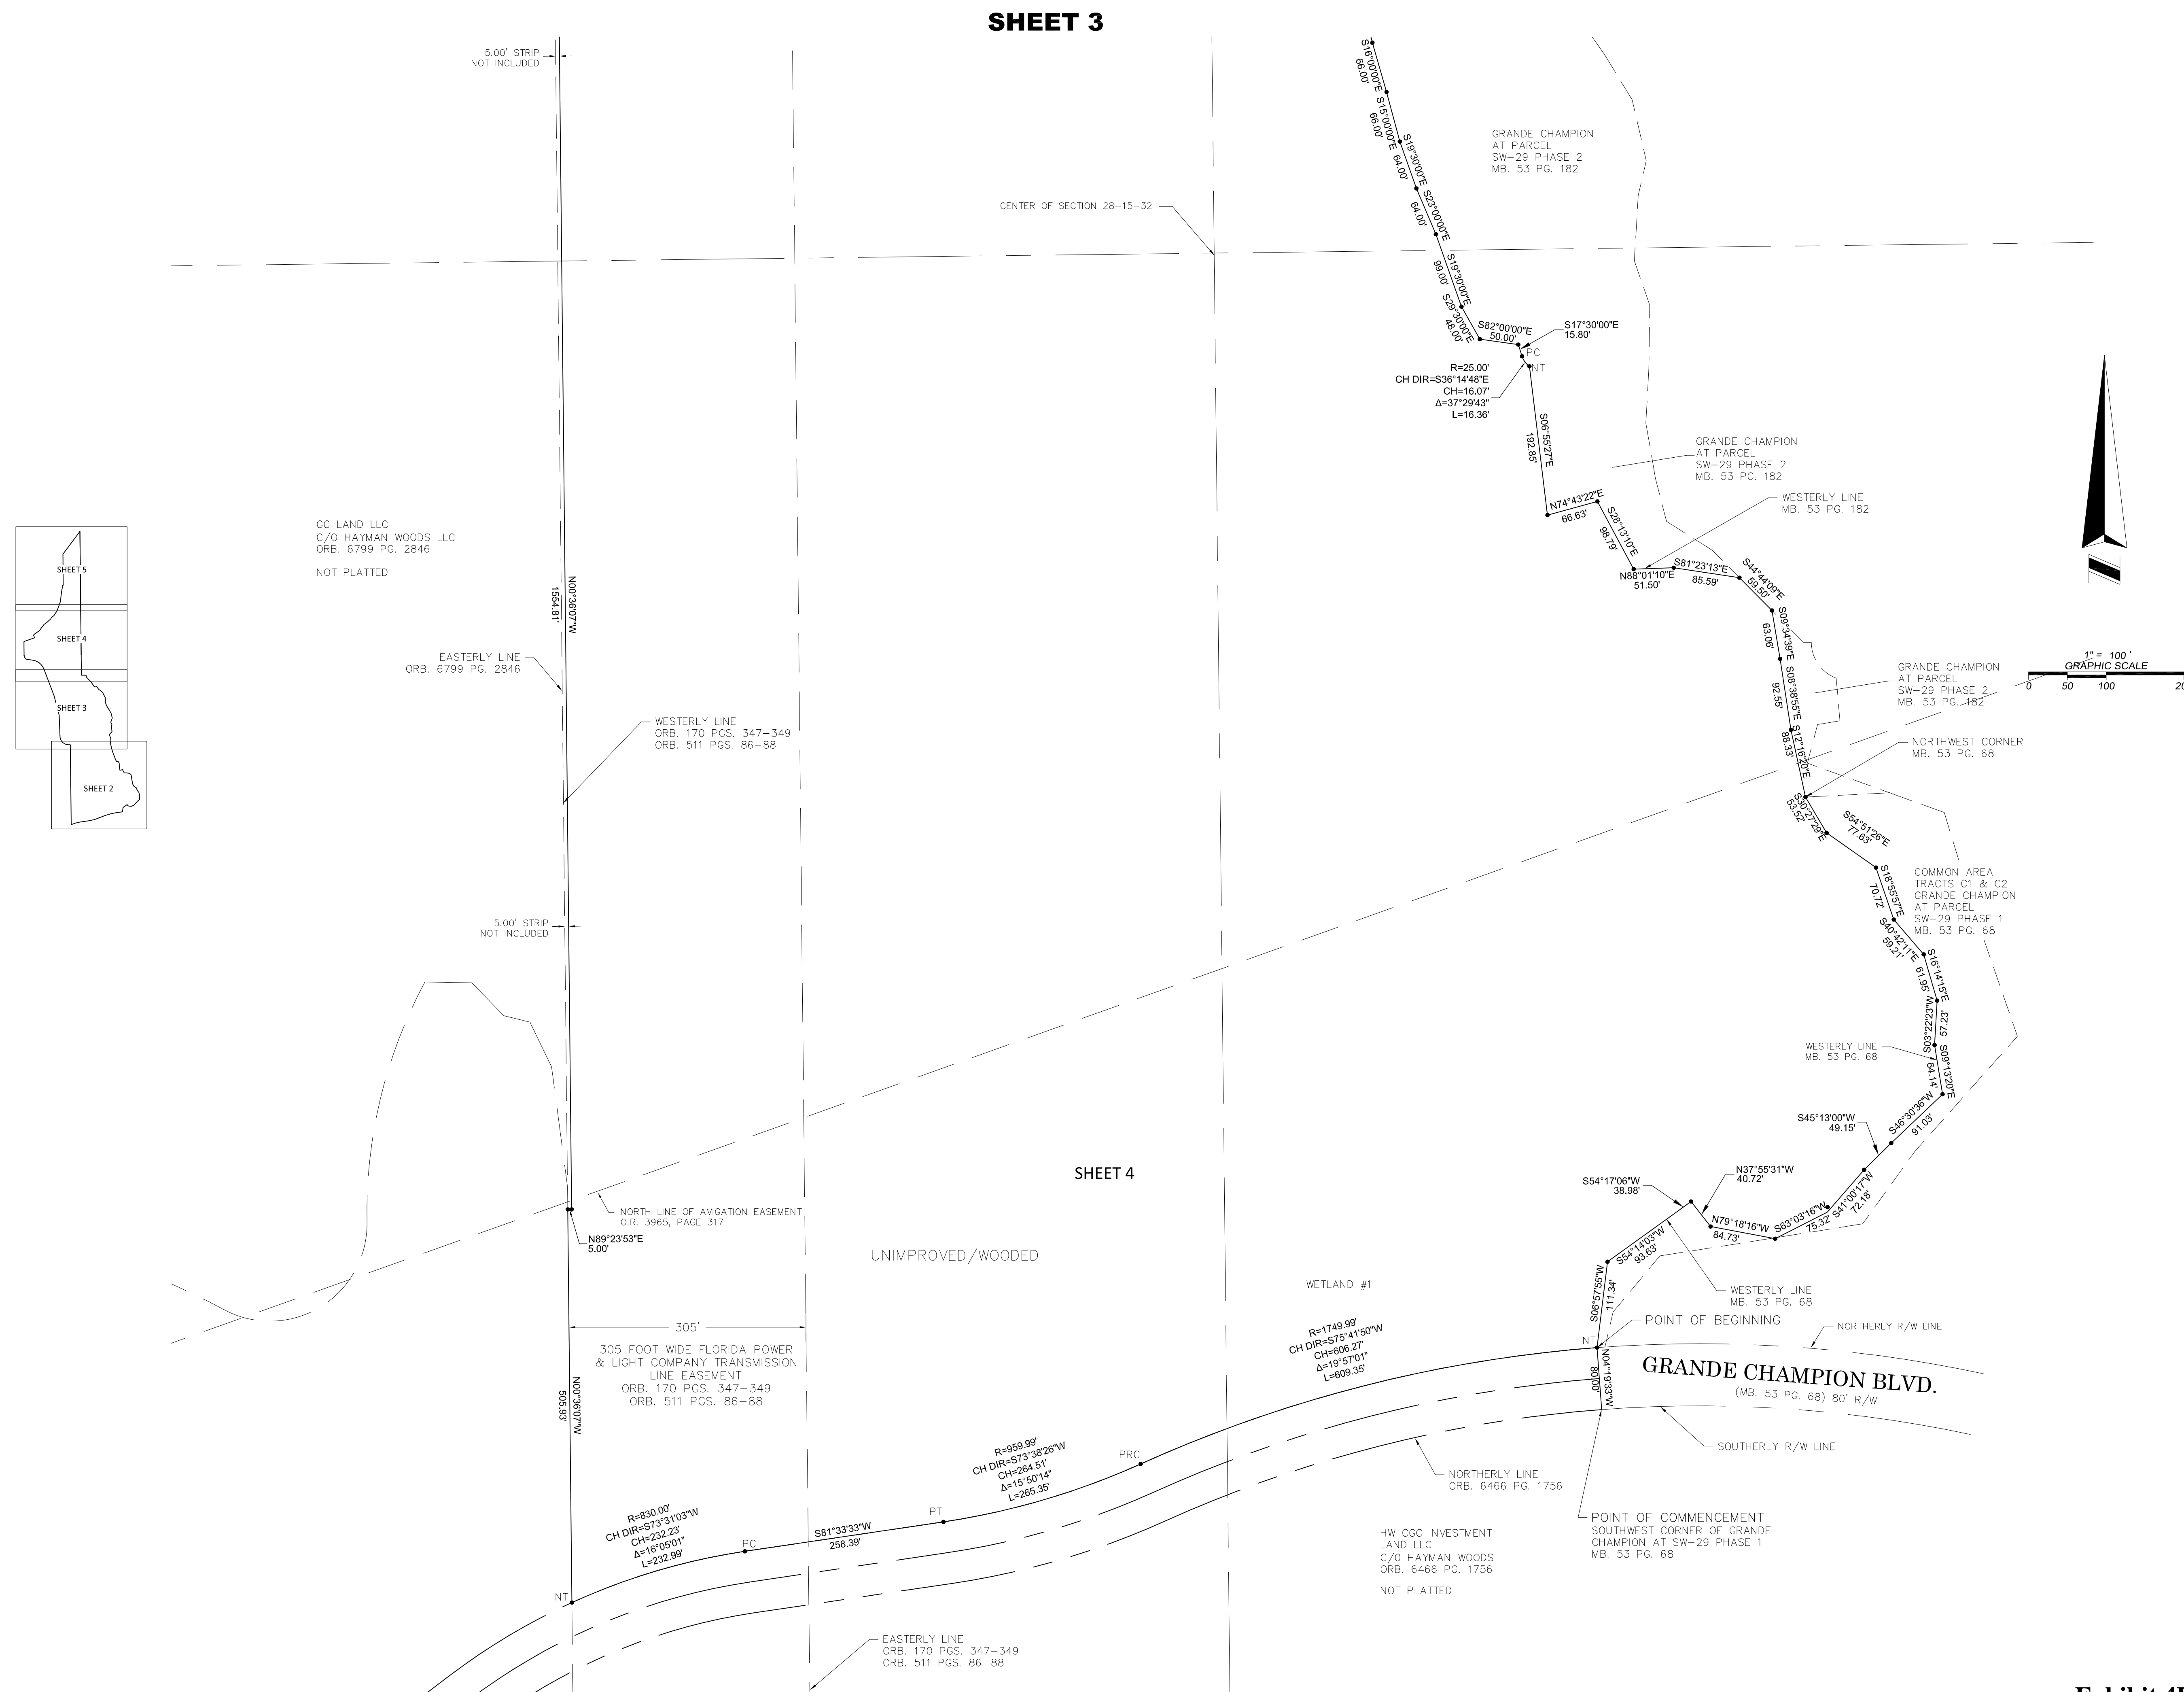 SHEET 3
5.00' STRIP
NOT INCLUDED
S16°00'00"E
66.00'
S15°00'00"E
66.00'
S19°30'00"E
64.00'
S23°00'00"E
64.00'
GRANDE CHAMPION
AT PARCEL
SW-29 PHASE 2
MB. 53 PG. 182
CENTER OF SECTION 28-15-32
S19°30'00"E
99.00'
S29°30'00"E
48.00'
S82°00'00"E
50.00'
S17°30'00"E
15.80'
PC
NT
R=25.00'
CH DIR=S36°14'48"E
CH=16.07'
Δ=37°29'43"
L=16.36'
S06°55'27"E
192.85'
GRANDE CHAMPION
AT PARCEL
SW-29 PHASE 2
MB. 53 PG. 182
WESTERLY LINE
MB. 53 PG. 182
N74°43'22"E
66.63'
S28°13'10"E
98.79'
N88°01'10"E
51.50'
S81°23'13"E
85.59'
S44°44'09"E
59.50'
S09°34'39"E
63.06'
S08°38'55"E
92.55'
S12°16'20"E
88.33'
GC LAND LLC
C/O HAYMAN WOODS LLC
ORB. 6799 PG. 2846
NOT PLATTED
N00°36'07"W
1554.81'
SHEET 5
SHEET 4
SHEET 3
SHEET 2
EASTERLY LINE
ORB. 6799 PG. 2846
WESTERLY LINE
ORB. 170 PGS. 347-349
ORB. 511 PGS. 86-88
1" = 100 '
GRAPHIC SCALE
0 50 100
GRANDE CHAMPION
AT PARCEL
SW-29 PHASE 2
MB. 53 PG. 182
NORTHWEST CORNER
MB. 53 PG. 68
S30°27'29"E
53.52'
S54°51'26"E
77.63'
S18°55'57"E
70.72'
S40°42'11"E
59.21'
COMMON AREA
TRACTS C1 & C2
GRANDE CHAMPION
AT PARCEL
SW-29 PHASE 1
MB. 53 PG. 68
5.00' STRIP
NOT INCLUDED
S16°14'15"E
61.95'
S03°22'23"W
57.23'
WESTERLY LINE
MB. 53 PG. 68
S09°13'20"E
64.14'
S46°30'36"W
91.03'
S45°13'00"W
49.15'
SHEET 4
S54°17'06"W
38.98'
N37°55'31"W
40.72'
N79°18'16"W
84.73'
S63°03'16"W
75.32'
S41°00'17"W
72.18'
NORTH LINE OF AVIGATION EASEMENT
O.R. 3965, PAGE 317
N89°23'53"E
5.00'
UNIMPROVED/WOODED
WETLAND #1
S54°14'03"W
93.63'
S06°57'55"W
111.34'
WESTERLY LINE
MB. 53 PG. 68
POINT OF BEGINNING
NORTHERLY R/W LINE
NT
N04°19'33"W
80.00'
GRANDE CHAMPION BLVD.
(MB. 53 PG. 68) 80' R/W
SOUTHERLY R/W LINE
305'
305 FOOT WIDE FLORIDA POWER
& LIGHT COMPANY TRANSMISSION
LINE EASEMENT
ORB. 170 PGS. 347-349
ORB. 511 PGS. 86-88
N00°36'07"W
505.93'
R=1749.99'
CH DIR=S75°41'50"W
CH=606.27'
Δ=19°57'01"
L=609.35'
R=959.99'
CH DIR=S73°38'26"W
CH=264.51'
Δ=15°50'14"
L=265.35'
PRC
PT
S81°33'33"W
258.39'
PC
R=830.00'
CH DIR=S73°31'03"W
CH=232.23'
Δ=16°05'01"
L=232.99'
NT
NORTHERLY LINE
ORB. 6466 PG. 1756
POINT OF COMMENCEMENT
SOUTHWEST CORNER OF GRANDE
CHAMPION AT SW-29 PHASE 1
MB. 53 PG. 68
HW CGC INVESTMENT
LAND LLC
C/O HAYMAN WOODS
ORB. 6466 PG. 1756
NOT PLATTED
EASTERLY LINE
ORB. 170 PGS. 347-349
ORB. 511 PGS. 86-88